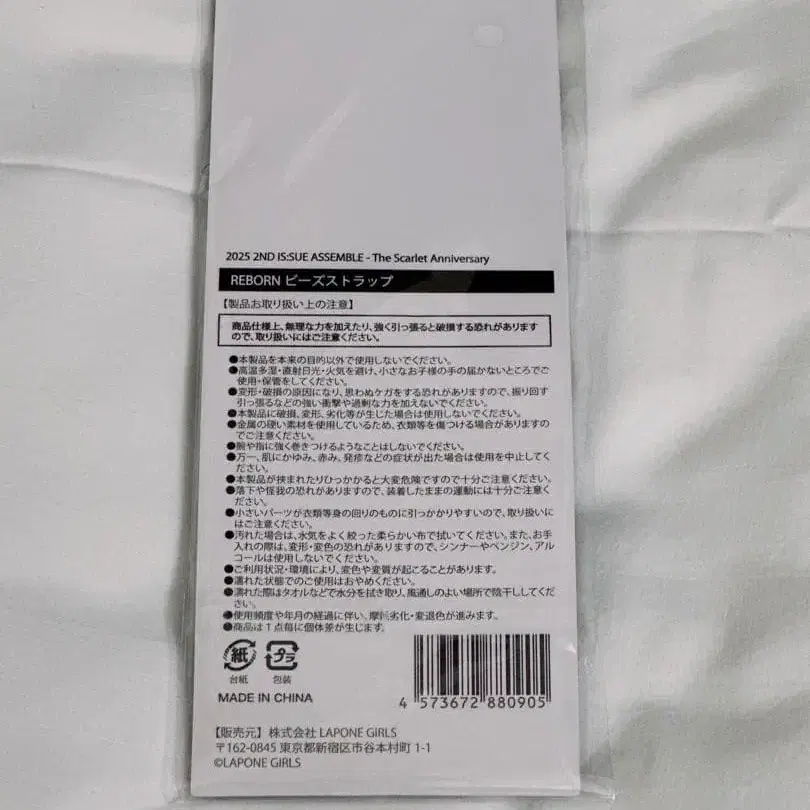 2025 2ND IS:SUE ASSEMBLE - The Scarlet Anniversary
REBORN ビーズストラップ
【製品お取り扱い上の注意】
商品仕様上、無理な力を加えたり、強く引っ張ると破損する恐れがあります
ので、取り扱いにはご注意ください。
●本製品を本来の目的以外で使用しないでください。
●高温多湿・直射日光・火気を避け、小さなお子様の手の届かないところでご
使用・保管をしてください。
●変形・破損の原因になり、思わぬケガをする恐れがありますので、振り回す
引っ張るなどの強い衝撃や過剰な力を加えないでください。
●本製品に破損、変形、劣化等が生じた場合は使用しないでください。
●金属の硬い素材を使用しているため、衣類等を傷つける場合がありますの
でご注意ください。
●腕や指に強く巻きつけるようなことはしないでください。
●万一、肌にかゆみ、赤み、発疹などの症状が出た場合は使用を中止してく
ださい。
●本製品が挟まれたりひっかかると大変危険ですので十分ご注意ください。
●落下や怪我の恐れがありますので、装着したままの運動には十分ご注意く
ださい。
●小さいパーツが衣類等身の回りのものに引っかかりやすいので、取り扱いに
はご注意ください。
●汚れた場合は、水気をよく絞った柔らかい布で拭いてください。また、お手
入れの際は、変形・変色の恐れがありますので、シンナーやベンジン、アル
コールは使用しないでください。
●ご利用状況・環境により、変色や変質が起こることがあります。
●濡れた状態でのご使用はおやめください。
●濡れた際はタオルなどで水分を拭き取り、風通しのよい場所で陰干ししてくだ
さい。
●使用頻度や年月の経過に伴い、摩耗劣化・変退色が進みます。
●商品は1点毎に個体差が生じます。
紙 プラ
台紙 包装
MADE IN CHINA
4 573672 880905
【販売元】株式会社 LAPONE GIRLS
〒162-0845 東京都新宿区市谷本村町 1-1
©LAPONE GIRLS